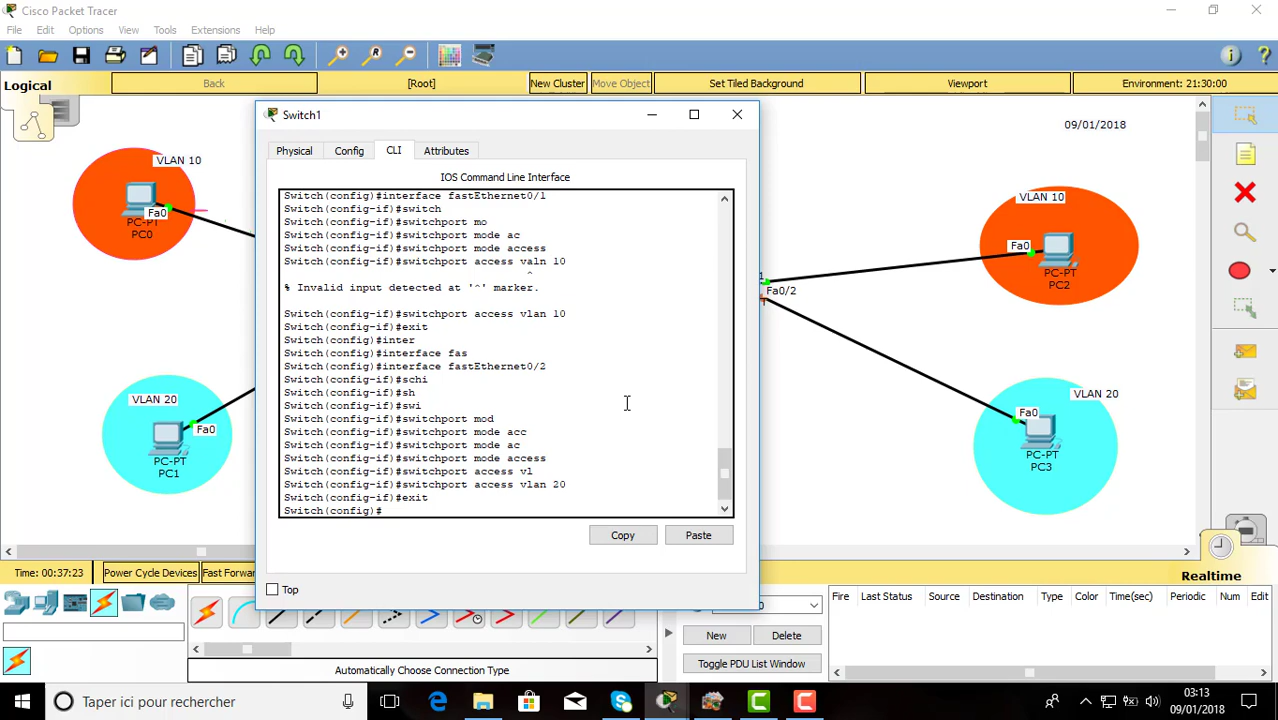 Cisco Packet Tracer
File Edit Options View Tools Extensions Help
Logical
Back
[Root]
New Cluster
Move Object
Set Tiled Background
Viewport
Environment: 21:30:00
09/01/2018
VLAN 10
Fa0
PC-PT
PC0
VLAN 20
Fa0
PC-PT
PC1
Switch1
Physical Config CLI Attributes
IOS Command Line Interface
Switch(config)#interface fastEthernet0/1
Switch(config-if)#switch
Switch(config-if)#switchport mo
Switch(config-if)#switchport mode ac
Switch(config-if)#switchport mode access
Switch(config-if)#switchport access valn 10
^
% Invalid input detected at '^' marker.
Switch(config-if)#switchport access vlan 10
Switch(config-if)#exit
Switch(config)#inter
Switch(config)#interface fas
Switch(config)#interface fastEthernet0/2
Switch(config-if)#schi
Switch(config-if)#sh
Switch(config-if)#swi
Switch(config-if)#switchport mod
Switch(config-if)#switchport mode acc
Switch(config-if)#switchport mode ac
Switch(config-if)#switchport mode access
Switch(config-if)#switchport access vl
Switch(config-if)#switchport access vlan 20
Switch(config-if)#exit
Switch(config)#
Copy Paste
Top
1
Fa0/2
VLAN 10
Fa0
PC-PT
PC2
VLAN 20
Fa0
PC-PT
PC3
Time: 00:37:23
Power Cycle Devices
Fast Forward
Realtime
0
New Delete
Toggle PDU List Window
Fire Last Status Source Destination Type Color Time(sec) Periodic Num Edit
Automatically Choose Connection Type
Taper ici pour rechercher
03:13
09/01/2018